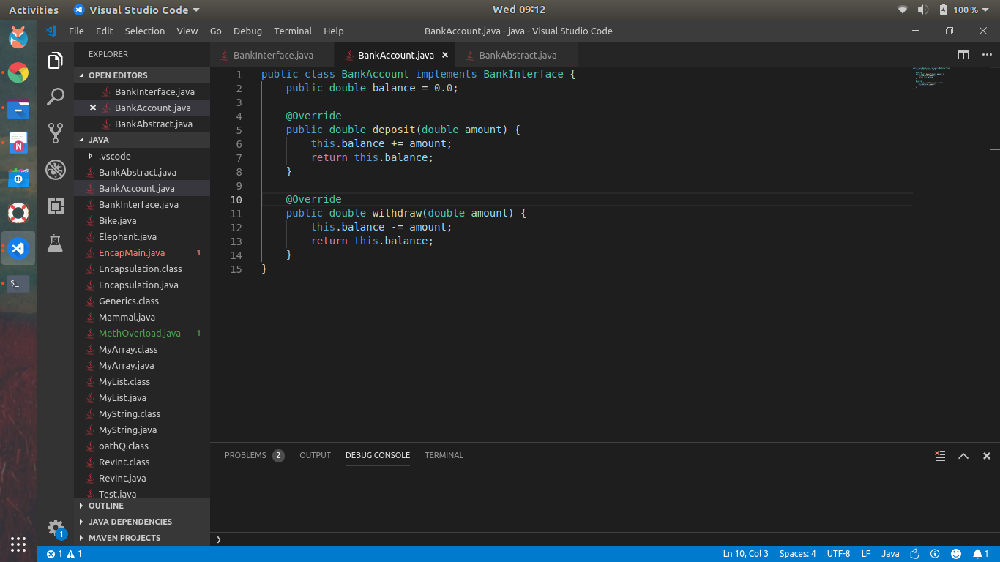 Activities Visual Studio Code Wed 09:12 100 %
File Edit Selection View Go Debug Terminal Help BankAccount.java - java - Visual Studio Code
EXPLORER
OPEN EDITORS
BankInterface.java
BankAccount.java
BankAbstract.java
JAVA
.vscode
BankAbstract.java
BankAccount.java
BankInterface.java
Bike.java
Elephant.java
EncapMain.java 1
Encapsulation.class
Encapsulation.java
Generics.class
Mammal.java
MethOverload.java 1
MyArray.class
MyArray.java
MyList.class
MyList.java
MyString.class
MyString.java
oathQ.class
RevInt.class
RevInt.java
Test.java
OUTLINE
JAVA DEPENDENCIES
MAVEN PROJECTS
BankInterface.java BankAccount.java BankAbstract.java
1 public class BankAccount implements BankInterface {
2 public double balance = 0.0;
3
4 @Override
5 public double deposit(double amount) {
6 this.balance += amount;
7 return this.balance;
8 }
9
10 @Override
11 public double withdraw(double amount) {
12 this.balance -= amount;
13 return this.balance;
14 }
15 }
PROBLEMS 2 OUTPUT DEBUG CONSOLE TERMINAL
$_
1
1 1 Ln 10, Col 3 Spaces: 4 UTF-8 LF Java 1